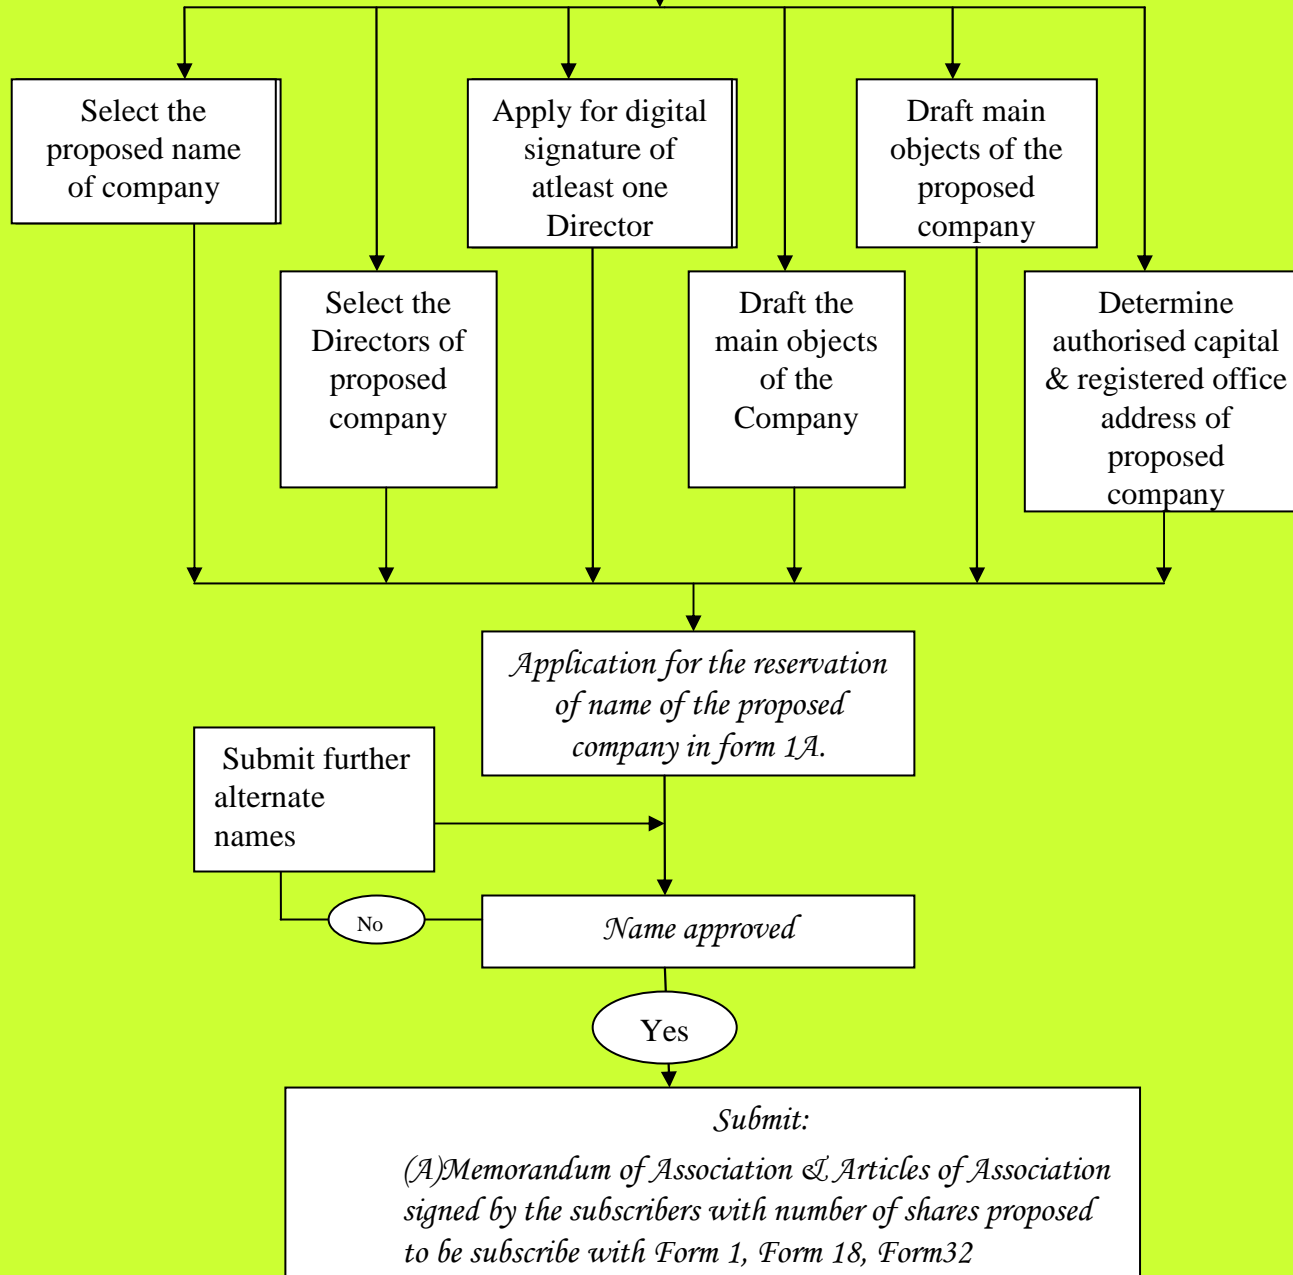 Select the
proposed name
of company
Apply for digital
signature of
atleast one
Director
Draft main
objects of the
proposed
company
Select the
Directors of
proposed
company
Draft the
main objects
of the
Company
Determine
authorised capital
& registered office
address of
proposed
company
Application for the reservation
of name of the proposed
company in form 1A.
Submit further
alternate
names
No
Name approved
Yes
Submit:
(A)Memorandum of Association & Articles of Association
signed by the subscribers with number of shares proposed
to be subscribe with Form 1, Form 18, Form32